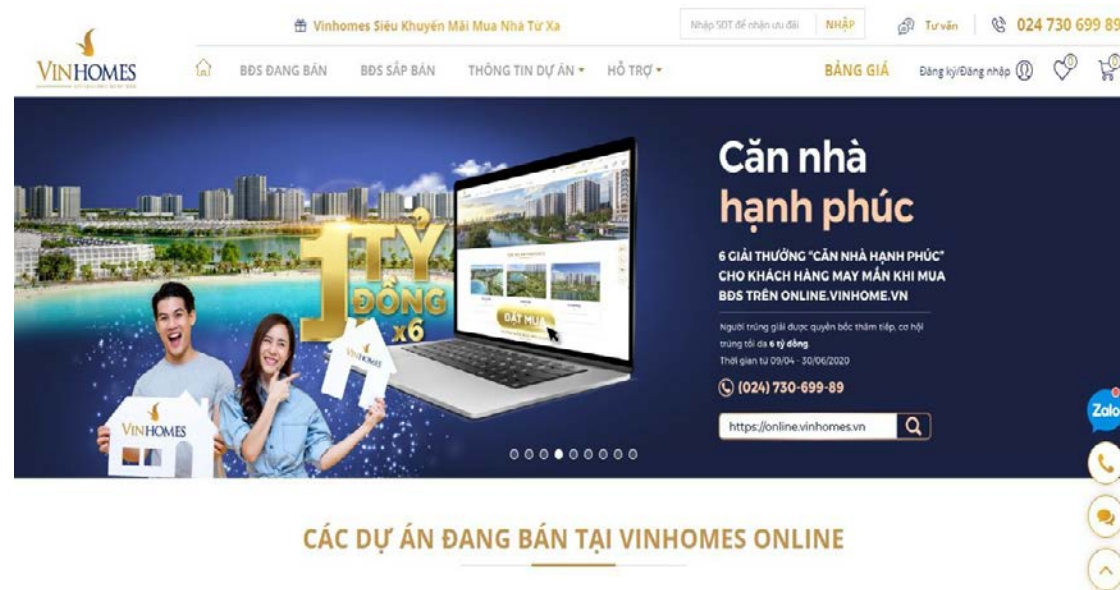 Vinhomes Siêu Khuyến Mãi Mua Nhà Từ Xa
Nhập SDT để nhận ưu đãi
NHẬP
Tư vấn
024 730 699 89
VINHOMES
BĐS ĐANG BÁN
BĐS SẮP BÁN
THÔNG TIN DỰ ÁN
HỖ TRỢ
BẢNG GIÁ
Đăng ký/Đăng nhập
0
0
1 TỶ
ĐỒNG
x6
ĐẶT MUA
VINHOMES
VINHOMES
Căn nhà
hạnh phúc
6 GIẢI THƯỞNG "CĂN NHÀ HẠNH PHÚC"
CHO KHÁCH HÀNG MAY MẮN KHI MUA
BĐS TRÊN ONLINE.VINHOME.VN
Người trúng giải được quyền bốc thăm tiếp, cơ hội
trúng tối đa 6 tỷ đồng.
Thời gian từ 09/04 - 30/06/2020
(024) 730-699-89
https://online.vinhomes.vn
Zalo
CÁC DỰ ÁN ĐANG BÁN TẠI VINHOMES ONLINE